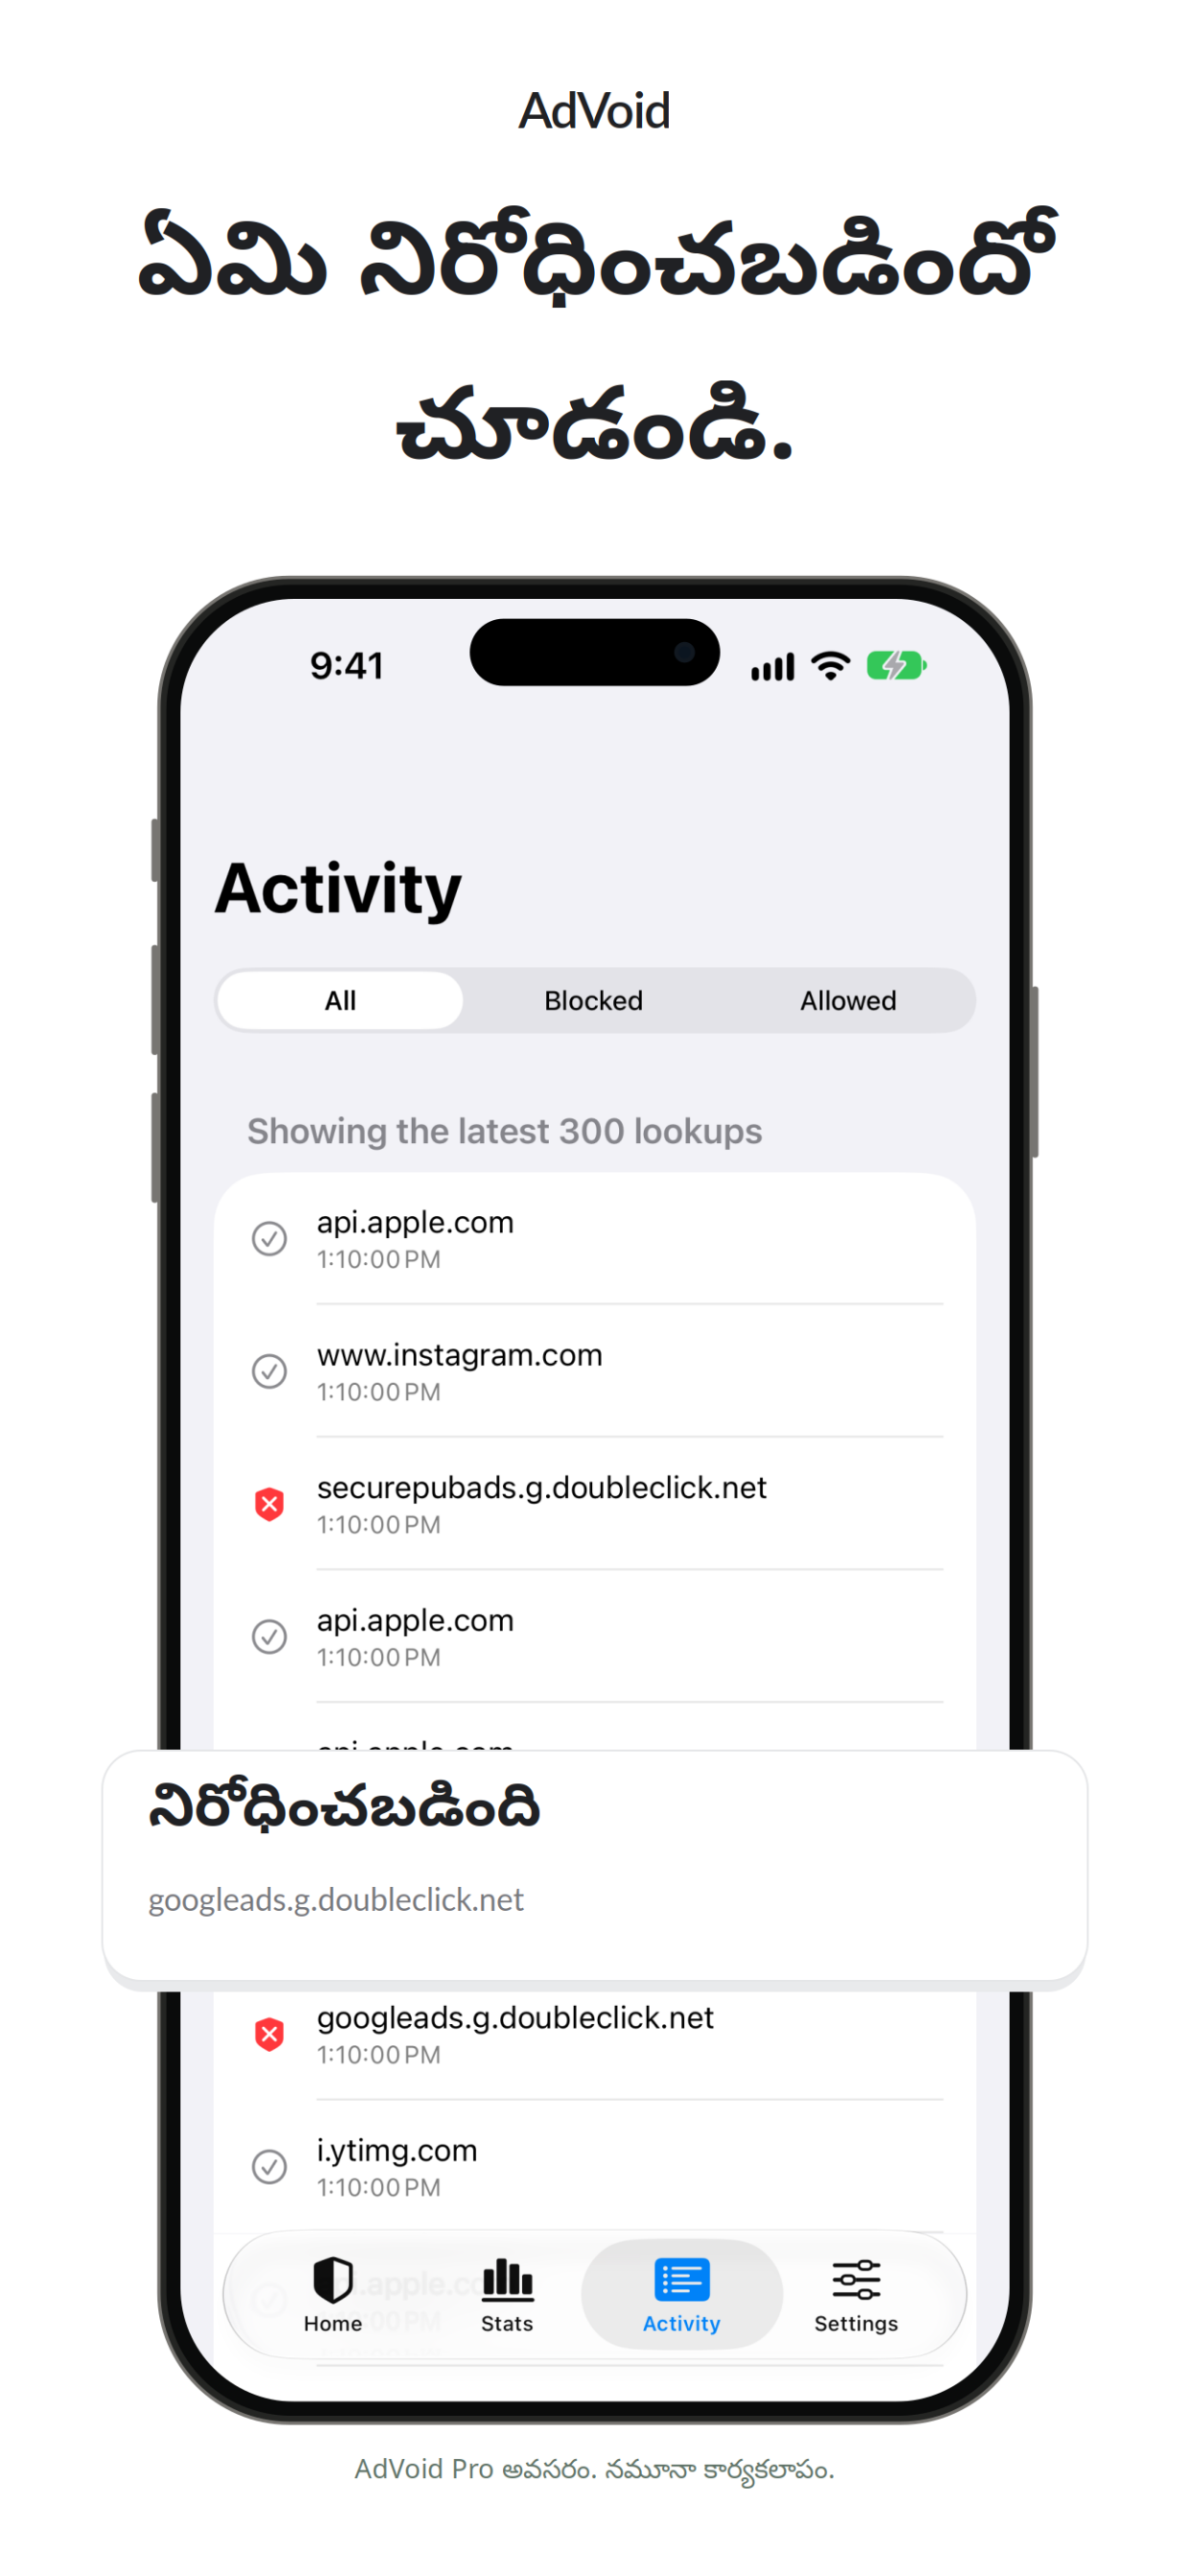 AdVoid
ఏమి నిరోధించబడిందో
చూడండి.
9:41
Activity
All Blocked Allowed
Showing the latest 300 lookups
api.apple.com
1:10:00 PM
www.instagram.com
1:10:00 PM
securepubads.g.doubleclick.net
1:10:00 PM
api.apple.com
1:10:00 PM
api.apple.com
నిరోధించబడింది
googleads.g.doubleclick.net
googleads.g.doubleclick.net
1:10:00 PM
i.ytimg.com
1:10:00 PM
Home Stats Activity Settings
AdVoid Pro అవసరం. నమూనా కార్యకలాపం.